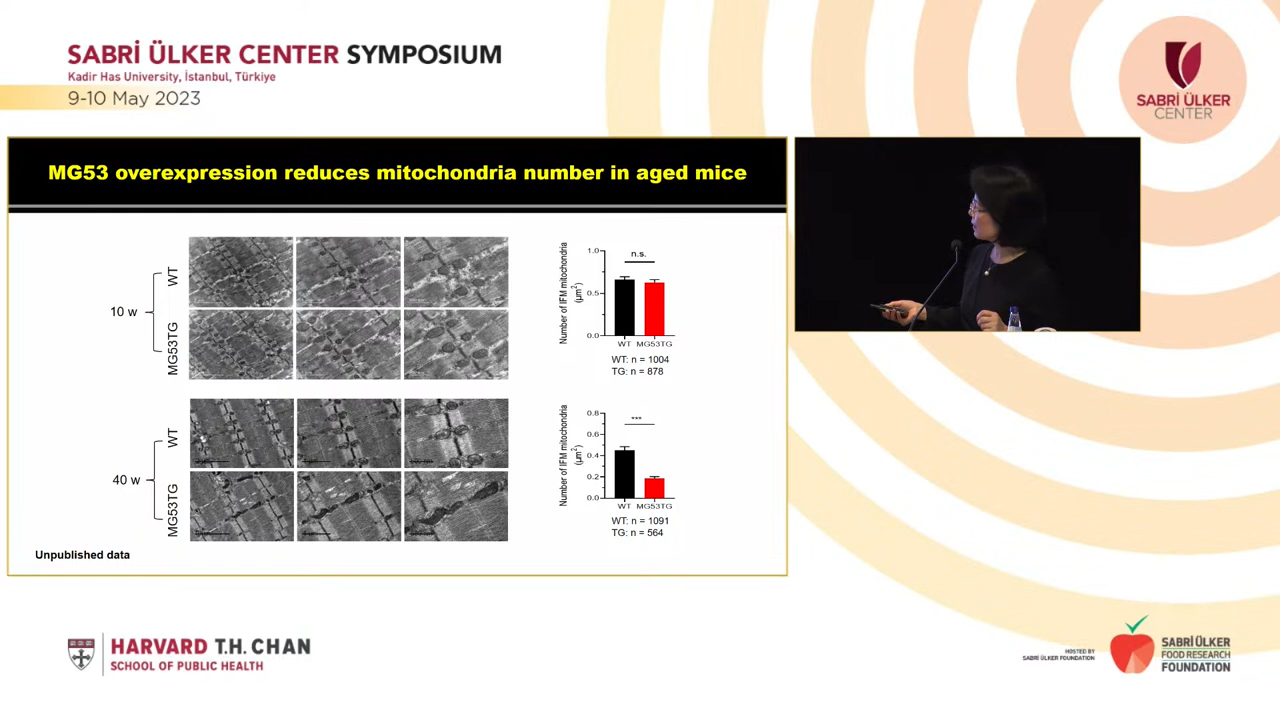 SABRİ ÜLKER CENTER SYMPOSIUM
Kadir Has University, İstanbul, Türkiye
9-10 May 2023
SABRİ ÜLKER
CENTER
MG53 overexpression reduces mitochondria number in aged mice
10 w
WT
MG53TG
Number of IFM mitochondria
(μm²)
1.0
0.5
0.0
n.s.
WT MG53TG
WT: n = 1004
TG: n = 878
40 w
WT
MG53TG
Number of IFM mitochondria
(μm²)
0.8
0.6
0.4
0.2
0.0
***
WT MG53TG
WT: n = 1091
TG: n = 564
Unpublished data
HARVARD T.H. CHAN
SCHOOL OF PUBLIC HEALTH
HOSTED BY
SABRI ÜLKER FOUNDATION
SABRİ ÜLKER
FOOD RESEARCH
FOUNDATION